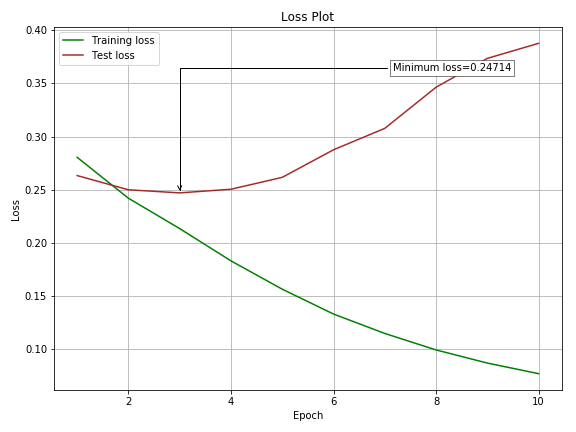 Loss Plot
0.40
0.35
0.30
0.25
0.20
0.15
0.10
Loss
Training loss
Test loss
Minimum loss=0.24714
2 4 6 8 10
Epoch